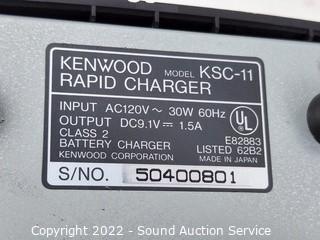 KENWOOD MODEL KSC-11
RAPID CHARGER
INPUT AC120V～ 30W 60Hz
OUTPUT DC9.1V⎓ 1.5A
CLASS 2
BATTERY CHARGER
KENWOOD CORPORATION
UL
E82883
LISTED 62B2
MADE IN JAPAN
S/NO. 50400801
Copyright © 2022 - Sound Auction Service